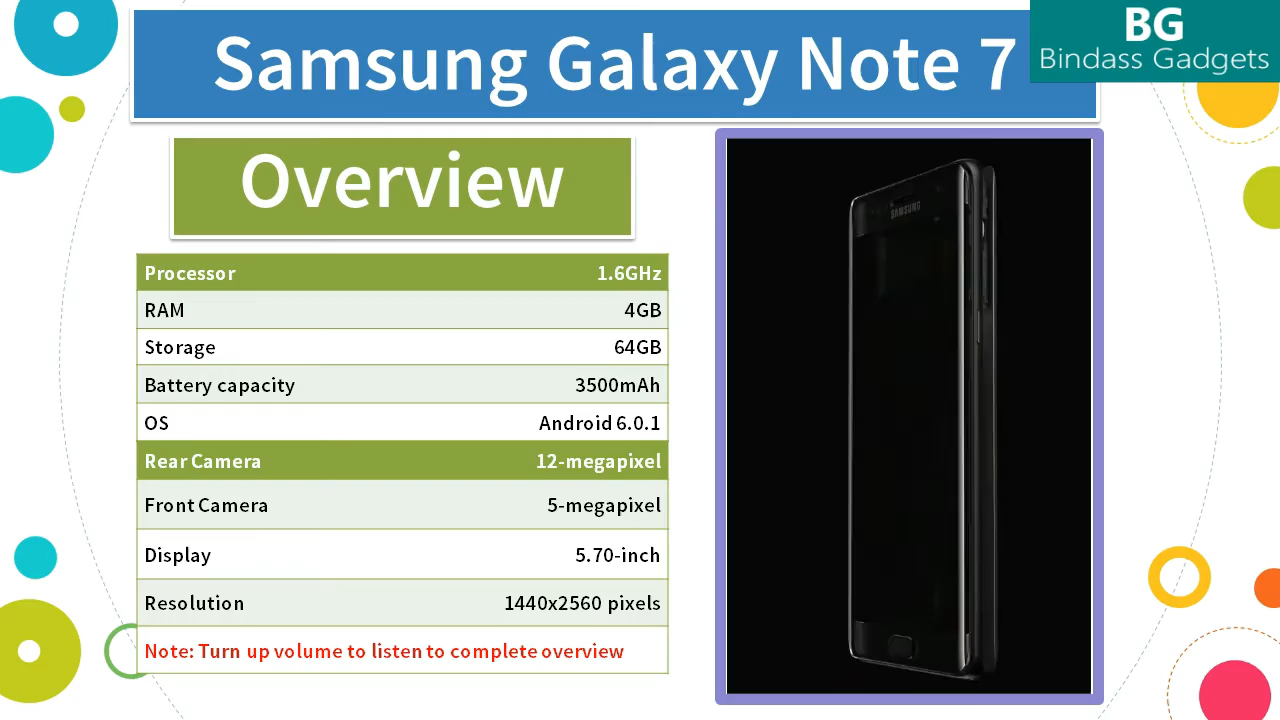 Samsung Galaxy Note 7
BG
Bindass Gadgets
Overview
Processor 1.6GHz
RAM 4GB
Storage 64GB
Battery capacity 3500mAh
OS Android 6.0.1
Rear Camera 12-megapixel
Front Camera 5-megapixel
Display 5.70-inch
Resolution 1440x2560 pixels
Note: Turn up volume to listen to complete overview
SAMSUNG